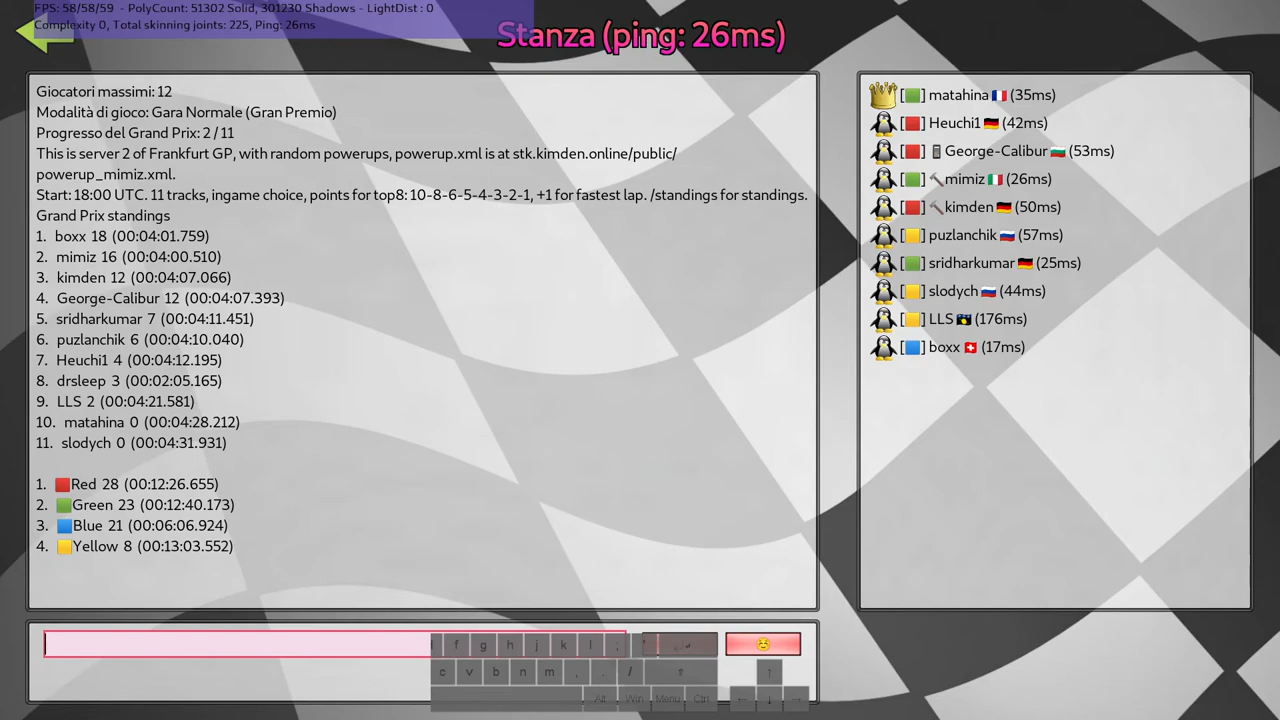 FPS: 58/58/59 - PolyCount: 51302 Solid, 301230 Shadows - LightDist : 0
Complexity 0, Total skinning joints: 225, Ping: 26ms
Stanza (ping: 26ms)
Giocatori massimi: 12
Modalità di gioco: Gara Normale (Gran Premio)
Progresso del Grand Prix: 2 / 11
This is server 2 of Frankfurt GP, with random powerups, powerup.xml is at stk.kimden.online/public/
powerup_mimiz.xml.
Start: 18:00 UTC. 11 tracks, ingame choice, points for top8: 10-8-6-5-4-3-2-1, +1 for fastest lap. /standings for standings.
Grand Prix standings
1. boxx 18 (00:04:01.759)
2. mimiz 16 (00:04:00.510)
3. kimden 12 (00:04:07.066)
4. George-Calibur 12 (00:04:07.393)
5. sridharkumar 7 (00:04:11.451)
6. puzlanchik 6 (00:04:10.040)
7. Heuchi1 4 (00:04:12.195)
8. drsleep 3 (00:02:05.165)
9. LLS 2 (00:04:21.581)
10. matahina 0 (00:04:28.212)
11. slodych 0 (00:04:31.931)
1. 🟥Red 28 (00:12:26.655)
2. 🟩Green 23 (00:12:40.173)
3. 🟦Blue 21 (00:06:06.924)
4. 🟨Yellow 8 (00:13:03.552)
[🟩] matahina 🇫🇷 (35ms)
[🟥] Heuchi1 🇩🇪 (42ms)
[🟥] 📱George-Calibur 🇧🇬 (53ms)
[🟩] 🔨mimiz 🇮🇹 (26ms)
[🟥] 🔨kimden 🇩🇪 (50ms)
[🟨] puzlanchik 🇷🇺 (57ms)
[🟩] sridharkumar 🇩🇪 (25ms)
[🟨] slodych 🇷🇺 (44ms)
[🟨] LLS 🇬🇵 (176ms)
[🟦] boxx 🇨🇭 (17ms)
f g h j k l ; '
c v b n m , . / ⇑ ↑
Alt Win Menu Ctrl ← ↓ →